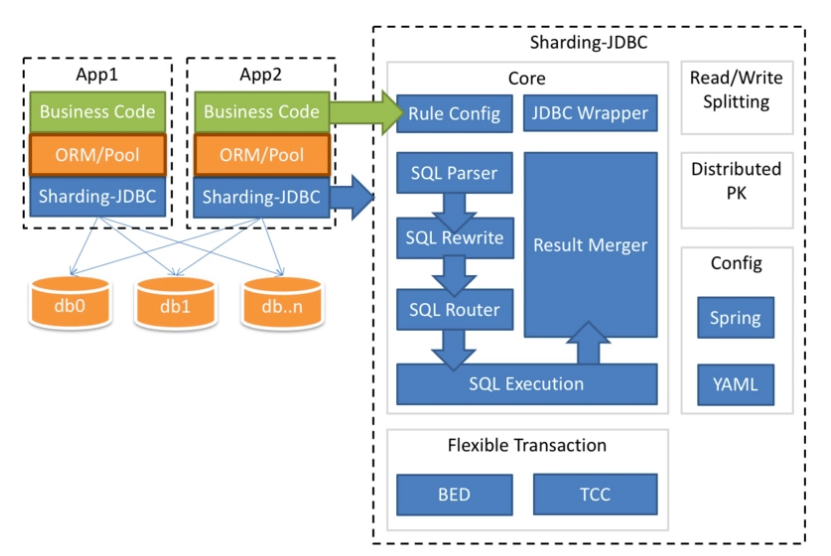 App1
Business Code
ORM/Pool
Sharding-JDBC
App2
Business Code
ORM/Pool
Sharding-JDBC
db0
db1
db..n
Sharding-JDBC
Core
Rule Config
JDBC Wrapper
SQL Parser
SQL Rewrite
SQL Router
Result Merger
SQL Execution
Read/Write
Splitting
Distributed
PK
Config
Spring
YAML
Flexible Transaction
BED
TCC